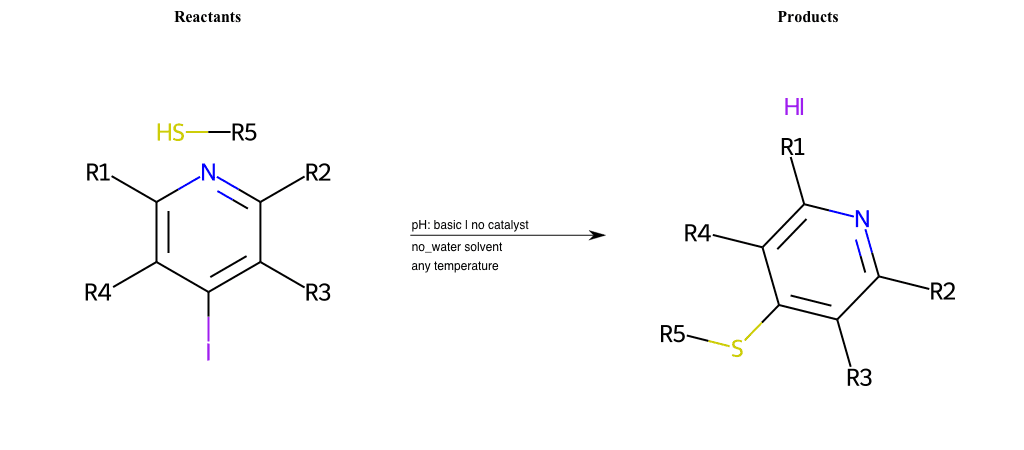 Reactants
Products
HS R5
R1 N R2
R4 R3
I
pH: basic | no catalyst
no_water solvent
any temperature
HI
R1
N
R4
R2
R5 S
R3